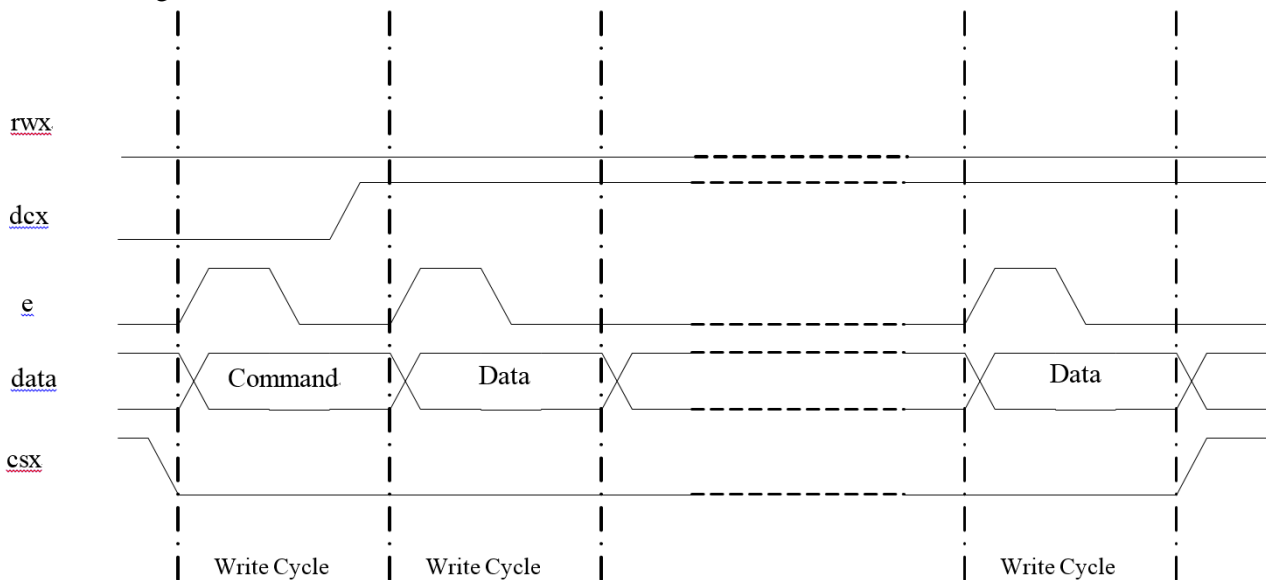 rwx
dcx
e
data
Command
Data
Data
csx
Write Cycle
Write Cycle
Write Cycle